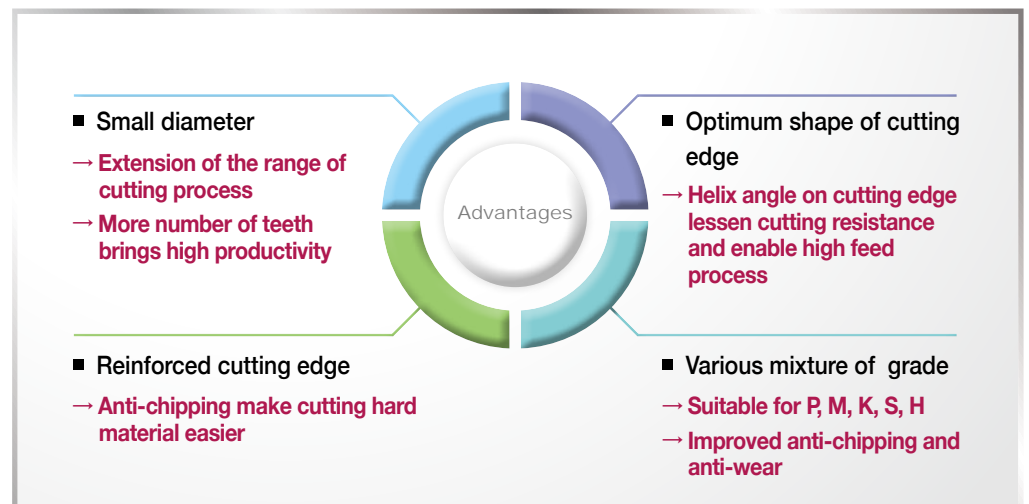 ■ Small diameter
→ Extension of the range of
cutting process
→ More number of teeth
brings high productivity
Advantages
■ Optimum shape of cutting
edge
→ Helix angle on cutting edge
lessen cutting resistance
and enable high feed
process
■ Reinforced cutting edge
→ Anti-chipping make cutting hard
material easier
■ Various mixture of grade
→ Suitable for P, M, K, S, H
→ Improved anti-chipping and
anti-wear